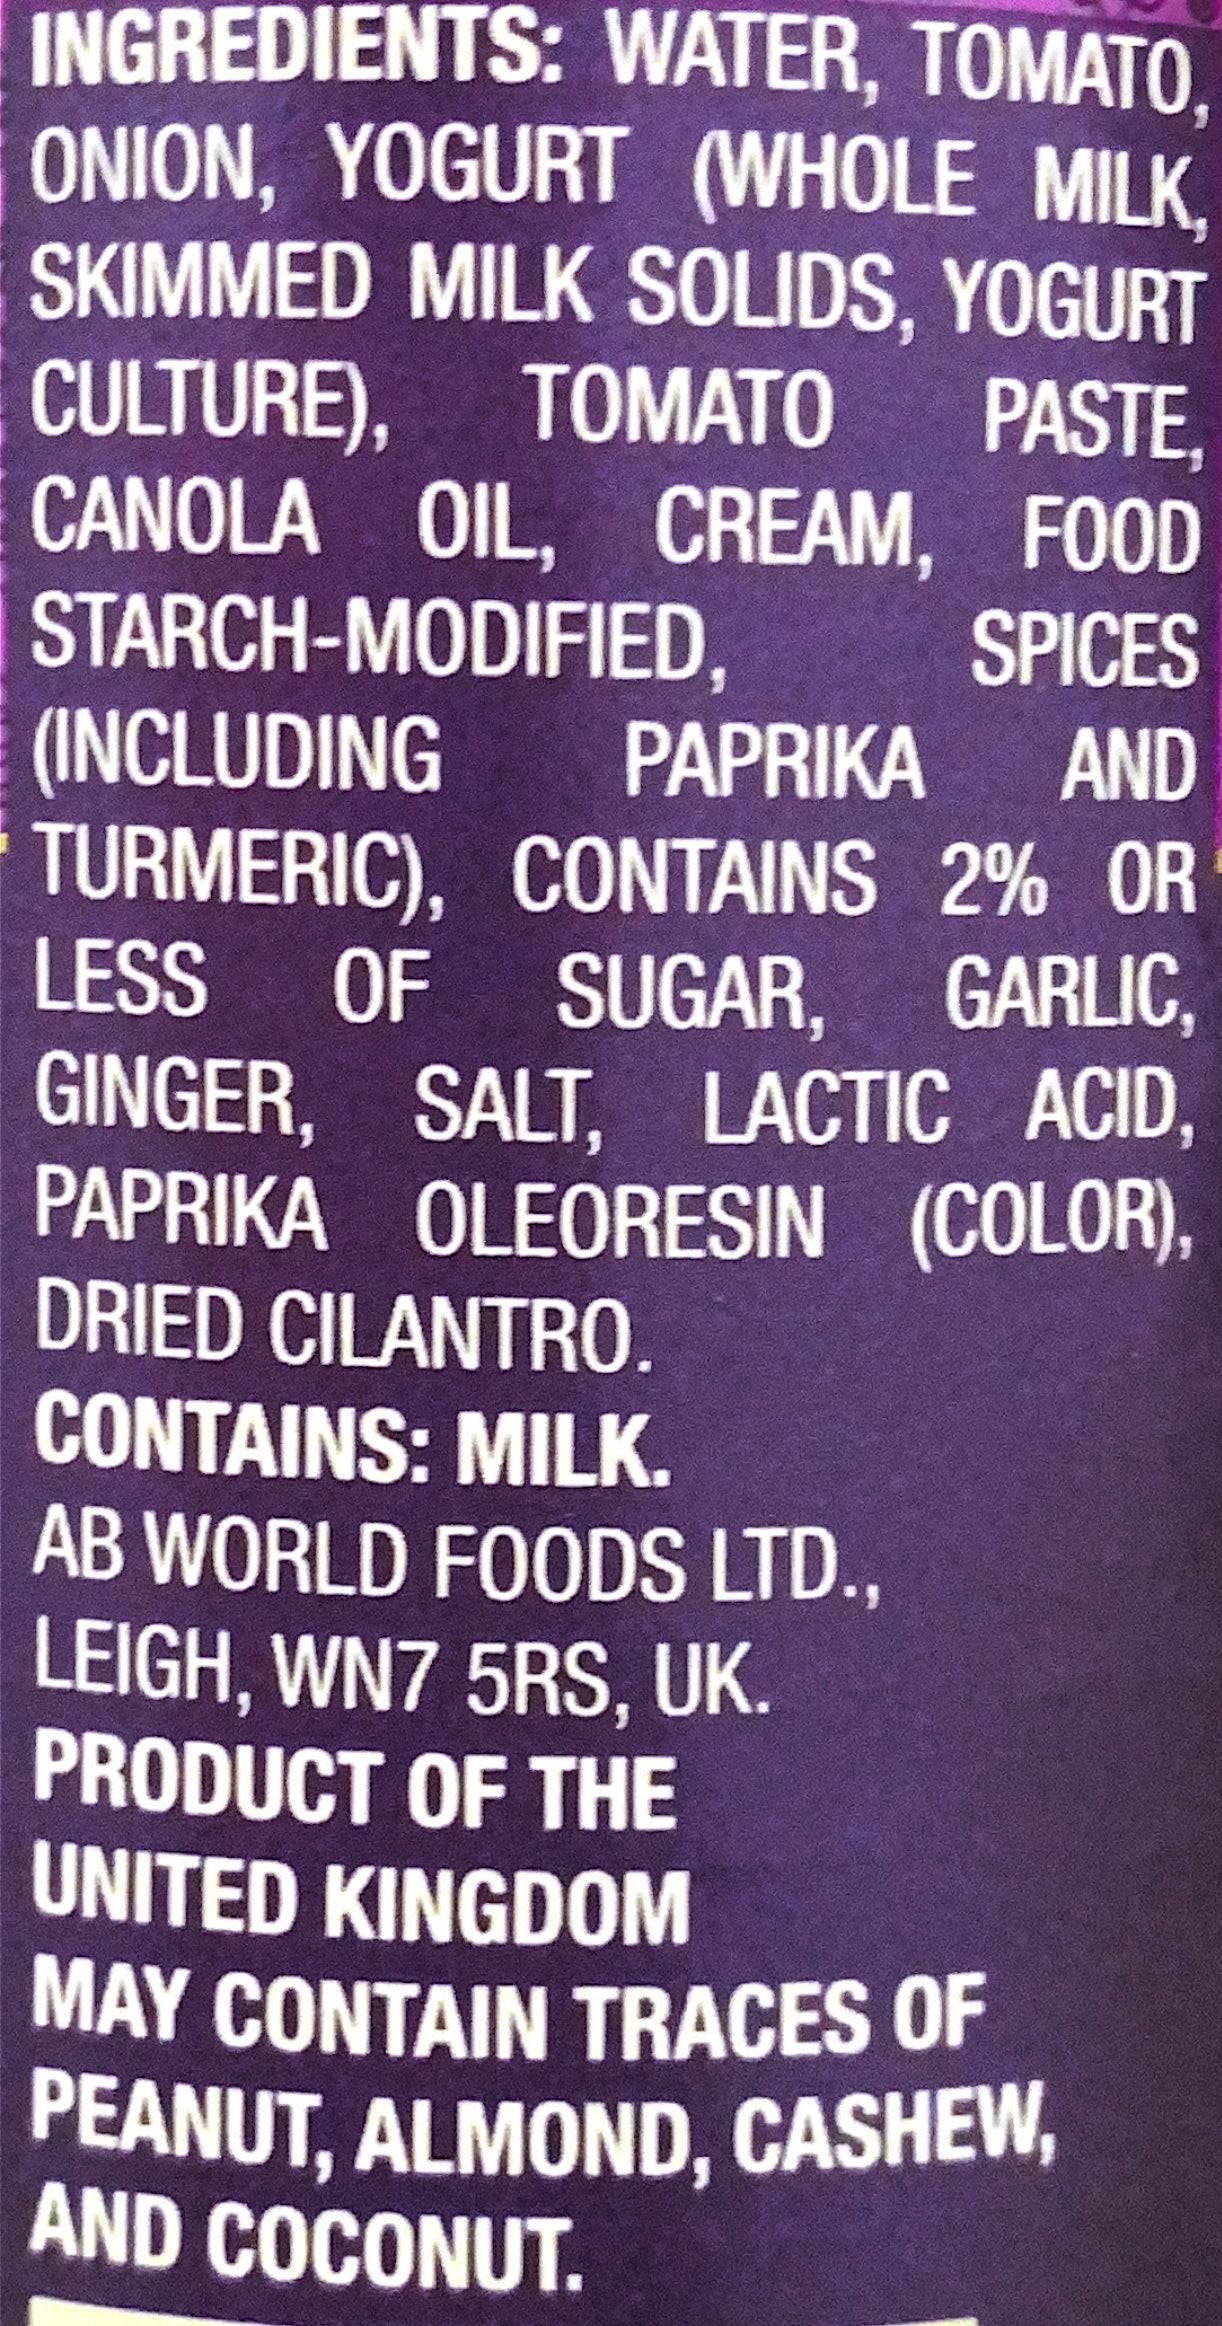 INGREDIENTS: WATER, TOMATO,
ONION, YOGURT (WHOLE MILK,
SKIMMED MILK SOLIDS, YOGURT
CULTURE), TOMATO PASTE,
CANOLA OIL, CREAM, FOOD
STARCH-MODIFIED, SPICES
(INCLUDING PAPRIKA AND
TURMERIC), CONTAINS 2% OR
LESS OF SUGAR, GARLIC,
GINGER, SALT, LACTIC ACID,
PAPRIKA OLEORESIN (COLOR),
DRIED CILANTRO.
CONTAINS: MILK.
AB WORLD FOODS LTD.,
LEIGH, WN7 5RS, UK.
PRODUCT OF THE
UNITED KINGDOM
MAY CONTAIN TRACES OF
PEANUT, ALMOND, CASHEW,
AND COCONUT.